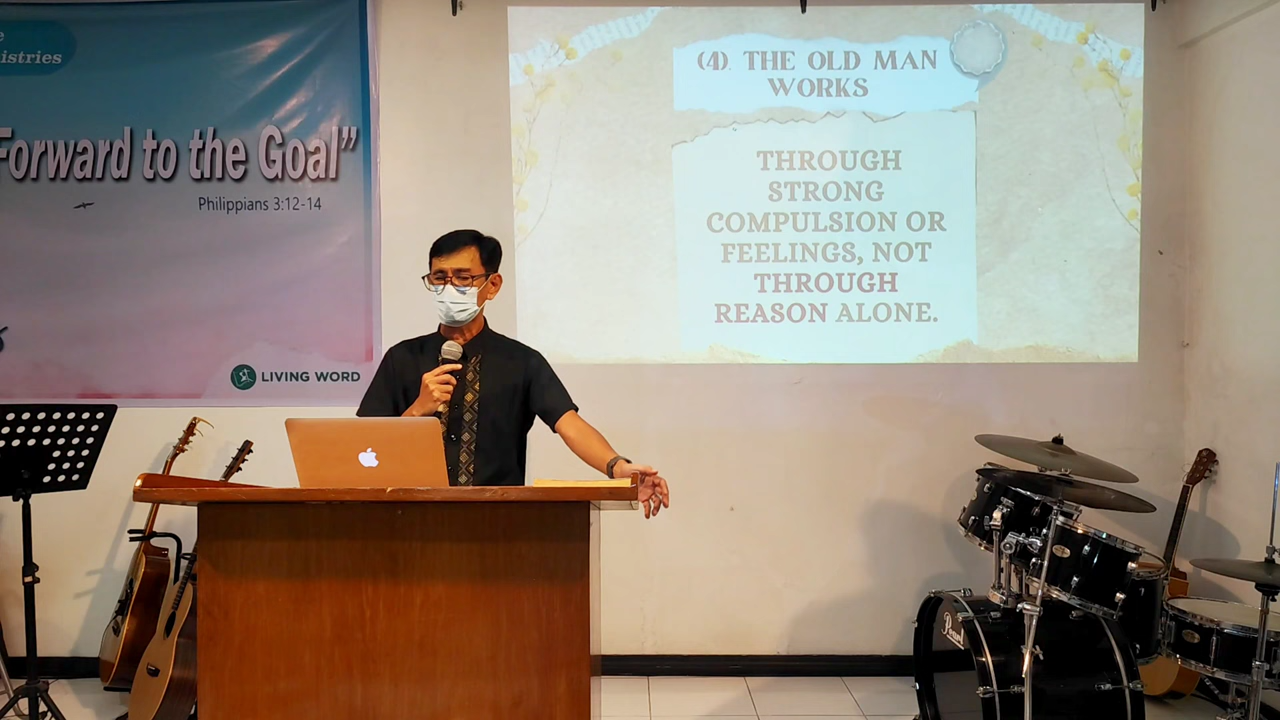 istries
Forward to the Goal”
Philippians 3:12-14
LIVING WORD
(4). THE OLD MAN
WORKS
THROUGH
STRONG
COMPULSION OR
FEELINGS, NOT
THROUGH
REASON ALONE.
Pearl